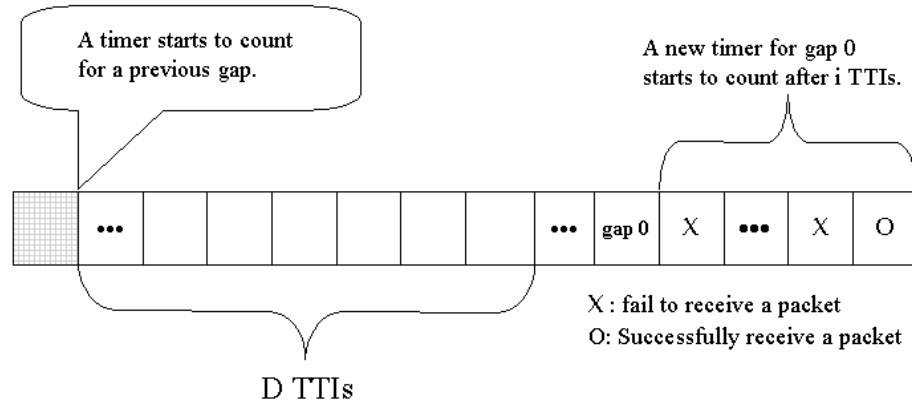 A timer starts to count
for a previous gap.
A new timer for gap 0
starts to count after i TTIs.
••• ••• gap 0 X ••• X O
X : fail to receive a packet
O: Successfully receive a packet
D TTIs